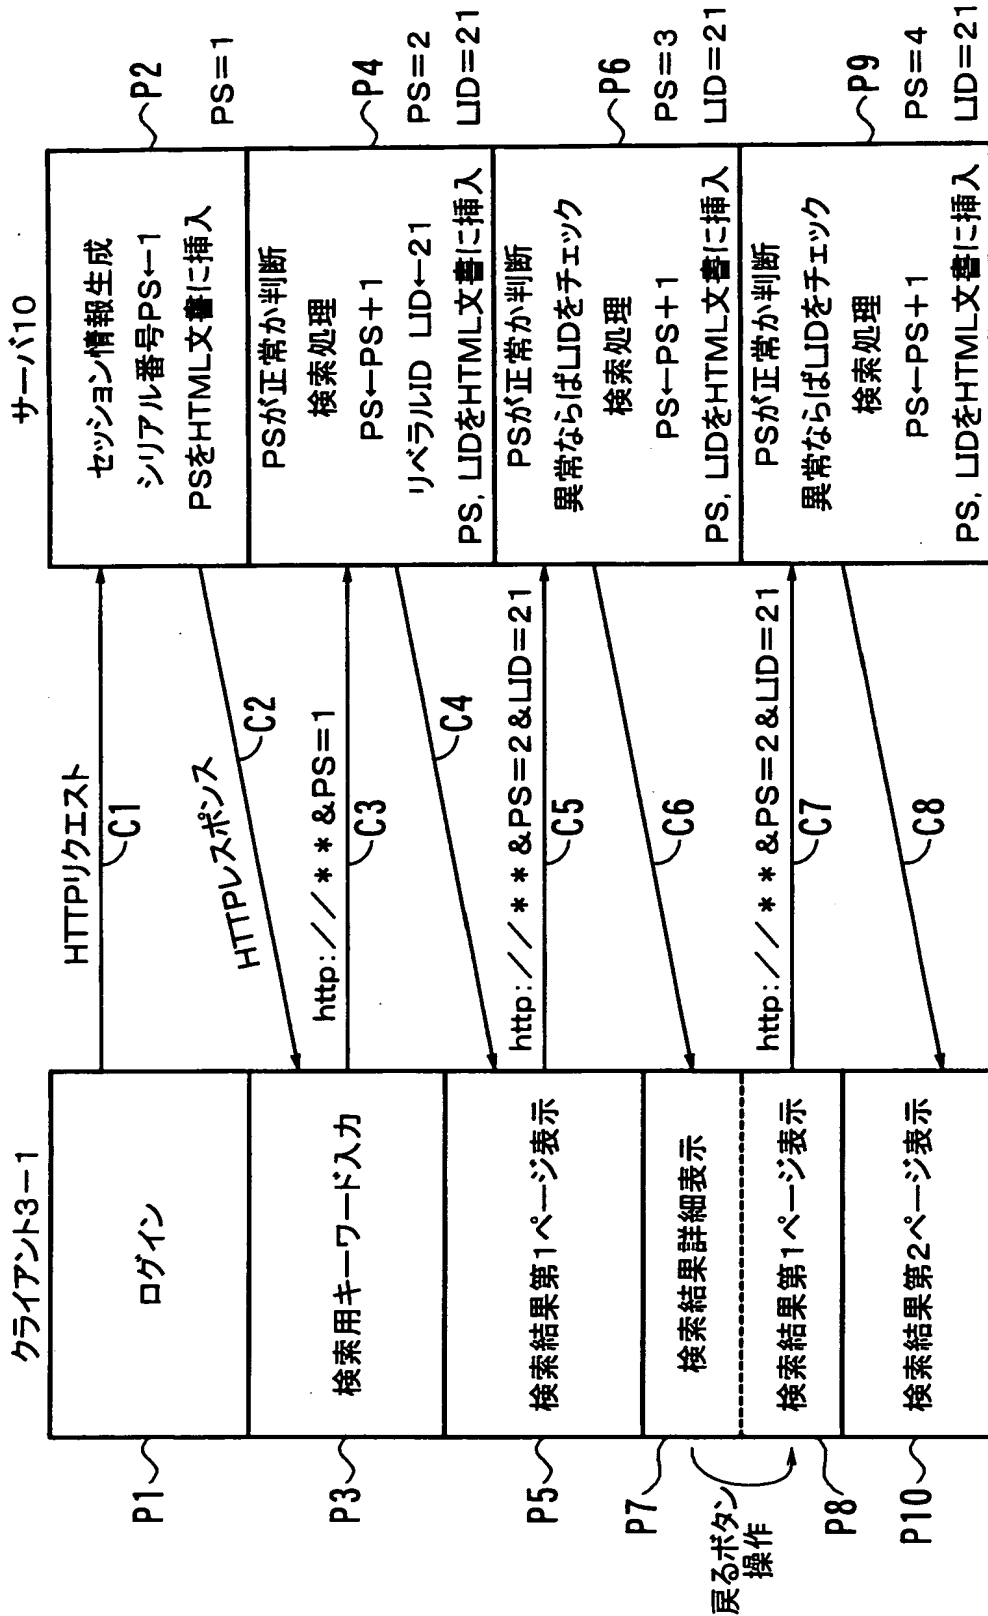 クライアント3-1
サーバ10
P1
ログイン
HTTPリクエスト
C1
セッション情報生成
シリアル番号PS←1
PSをHTML文書に挿入
P2
PS=1
HTTPレスポンス
C2
P3
検索用キーワード入力
http://**&PS=1
C3
PSが正常か判断
検索処理
PS←PS+1
リベラルID LID←21
PS, LIDをHTML文書に挿入
P4
PS=2
LID=21
C4
P5
検索結果第1ページ表示
http://**&PS=2&LID=21
C5
PSが正常か判断
異常ならばLIDをチェック
検索処理
PS←PS+1
PS, LIDをHTML文書に挿入
P6
PS=3
LID=21
C6
P7
検索結果詳細表示
戻るボタン
操作
P8
検索結果第1ページ表示
http://**&PS=2&LID=21
C7
PSが正常か判断
異常ならばLIDをチェック
検索処理
PS←PS+1
PS, LIDをHTML文書に挿入
P9
PS=4
LID=21
C8
P10
検索結果第2ページ表示